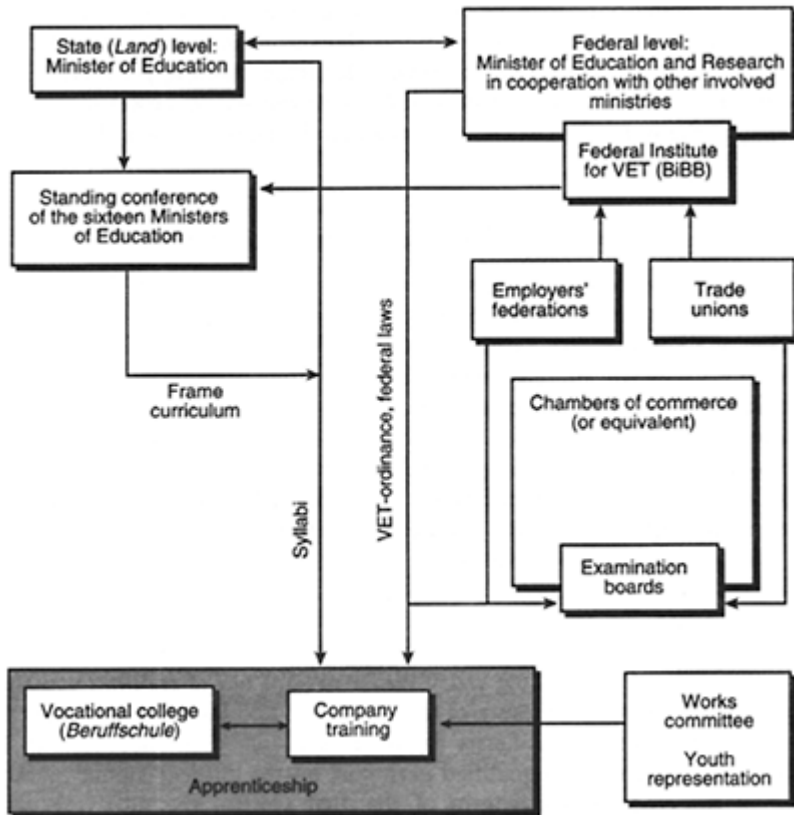 State (Land) level:
Minister of Education
Federal level:
Minister of Education and Research
in cooperation with other involved
ministries
Federal Institute
for VET (BiBB)
Standing conference
of the sixteen Ministers
of Education
Employers'
federations
Trade
unions
Frame
curriculum
Syllabi
VET-ordinance, federal laws
Chambers of commerce
(or equivalent)
Examination
boards
Vocational college
(Beruffschule)
Company
training
Apprenticeship
Works
committee
Youth
representation